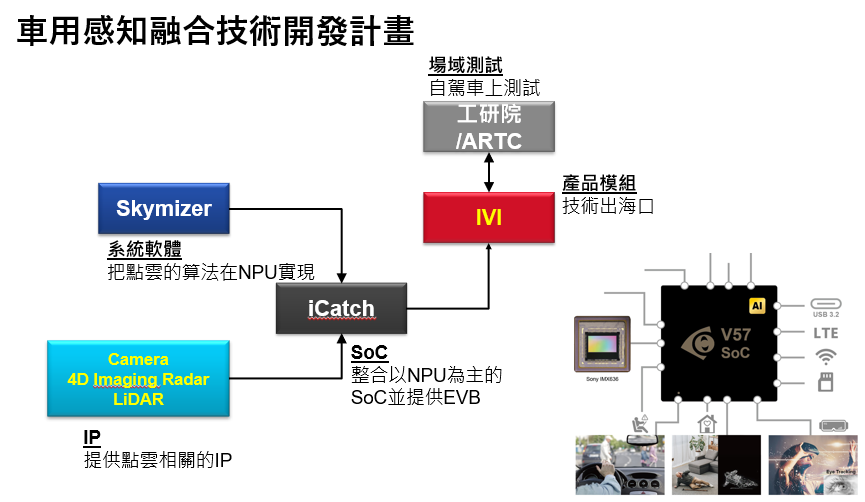 車用感知融合技術開發計畫
場域測試
自駕車上測試
工研院
/ARTC
Skymizer
系統軟體
把點雲的算法在NPU實現
IVI
產品模組
技術出海口
iCatch
SoC
整合以NPU為主的
SoC並提供EVB
Camera
4D Imaging Radar
LiDAR
IP
提供點雲相關的IP
AI
V57
SoC
USB 3.2
LTE
Sony IMX636
Eye Tracking